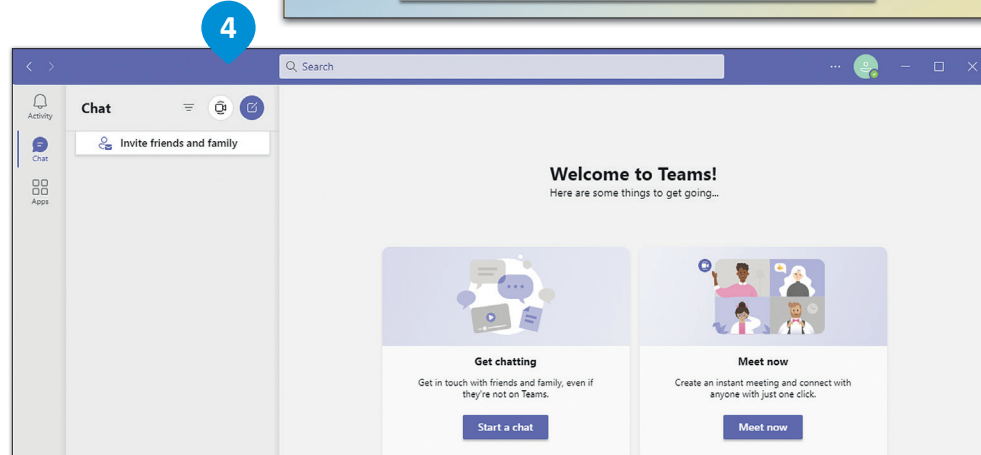 4
Search
Activity
Chat
Invite friends and family
Chat
Apps
Welcome to Teams!
Here are some things to get going...
Get chatting
Get in touch with friends and family, even if
they're not on Teams.
Start a chat
Meet now
Create an instant meeting and connect with
anyone with just one click.
Meet now